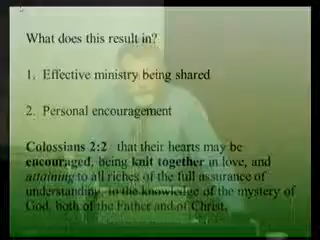 What does this result in?
1. Effective ministry being shared
2. Personal encouragement
Colossians 2:2 that their hearts may be
encouraged, being knit together in love, and
attaining to all riches of the full assurance of
understanding, to the knowledge of the mystery of
God, both of the Father and of Christ,